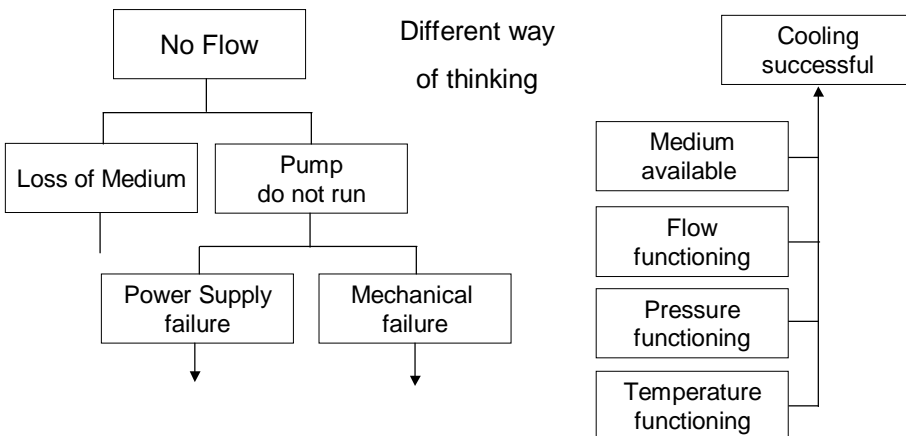 No Flow
Different way
of thinking
Cooling
successful
Loss of Medium
Pump
do not run
Medium
available
Flow
functioning
Power Supply
failure
Mechanical
failure
Pressure
functioning
Temperature
functioning